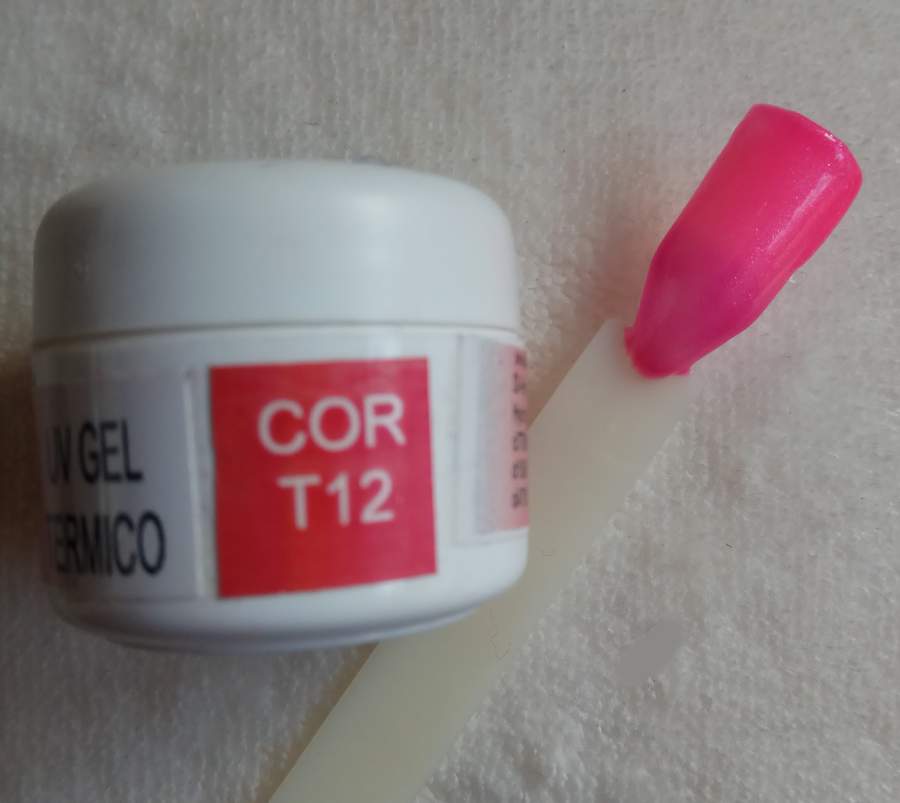 UV GEL
TERMICO
COR
T12